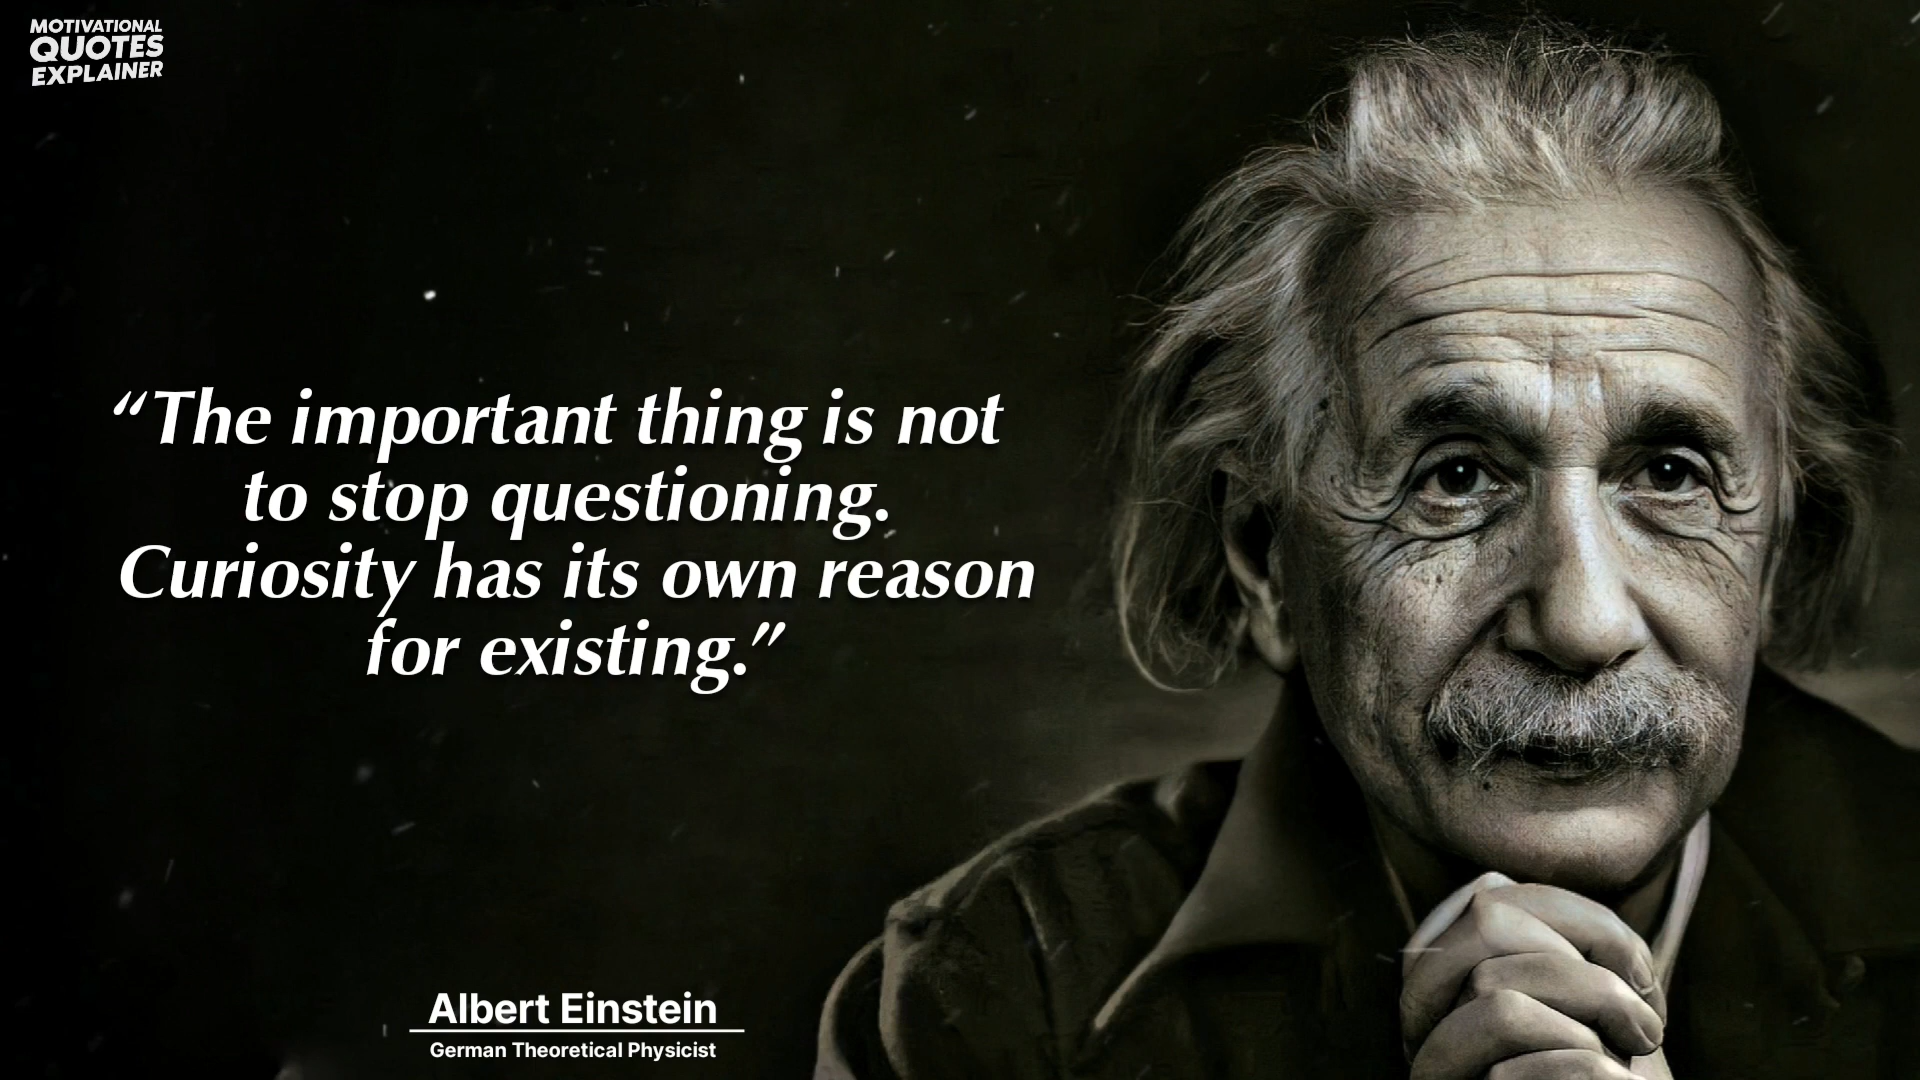 MOTIVATIONAL
QUOTES
EXPLAINER
“The important thing is not
to stop questioning.
Curiosity has its own reason
for existing.”
Albert Einstein
German Theoretical Physicist